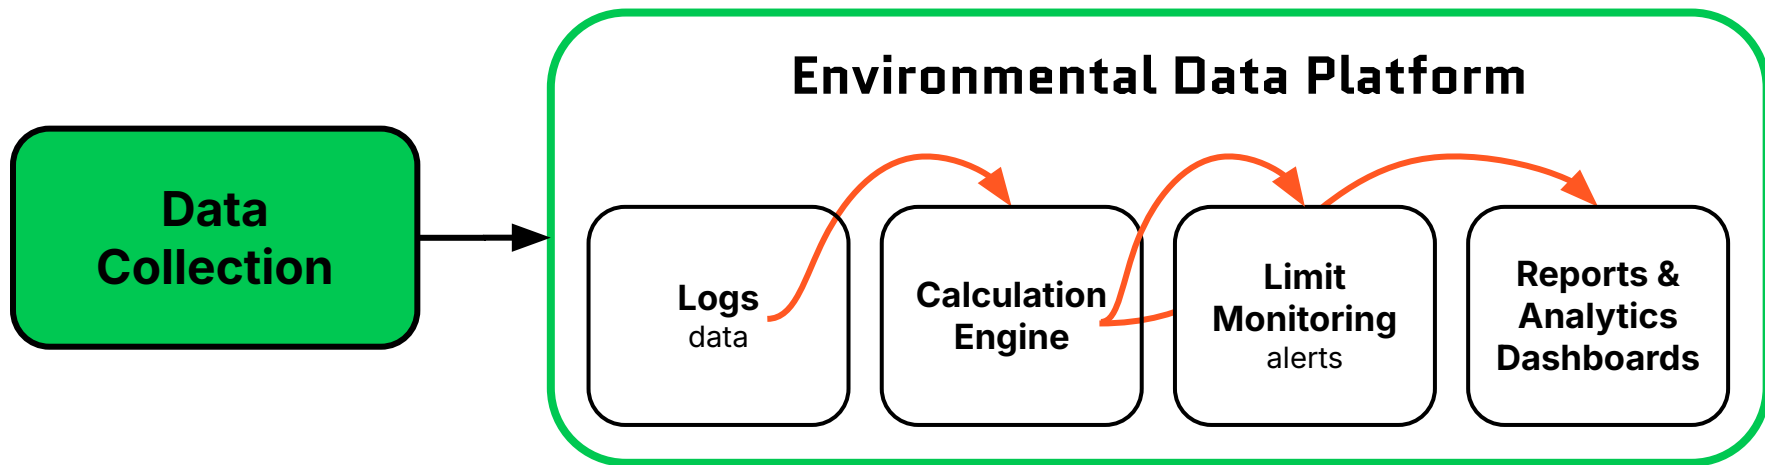 Environmental Data Platform
Data
Collection
Logs
data
Calculation
Engine
Limit
Monitoring
alerts
Reports &
Analytics
Dashboards